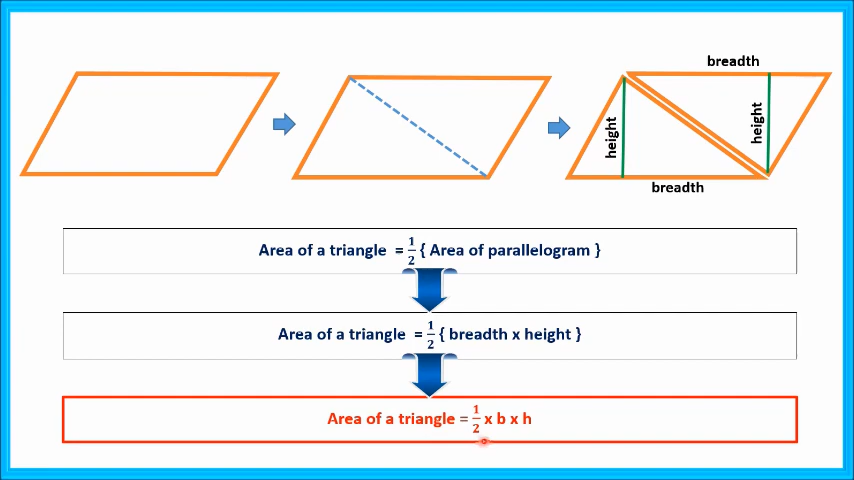 breadth
height
height
breadth
Area of a triangle = 1/2 { Area of parallelogram }
Area of a triangle = 1/2 { breadth x height }
Area of a triangle = 1/2 x b x h